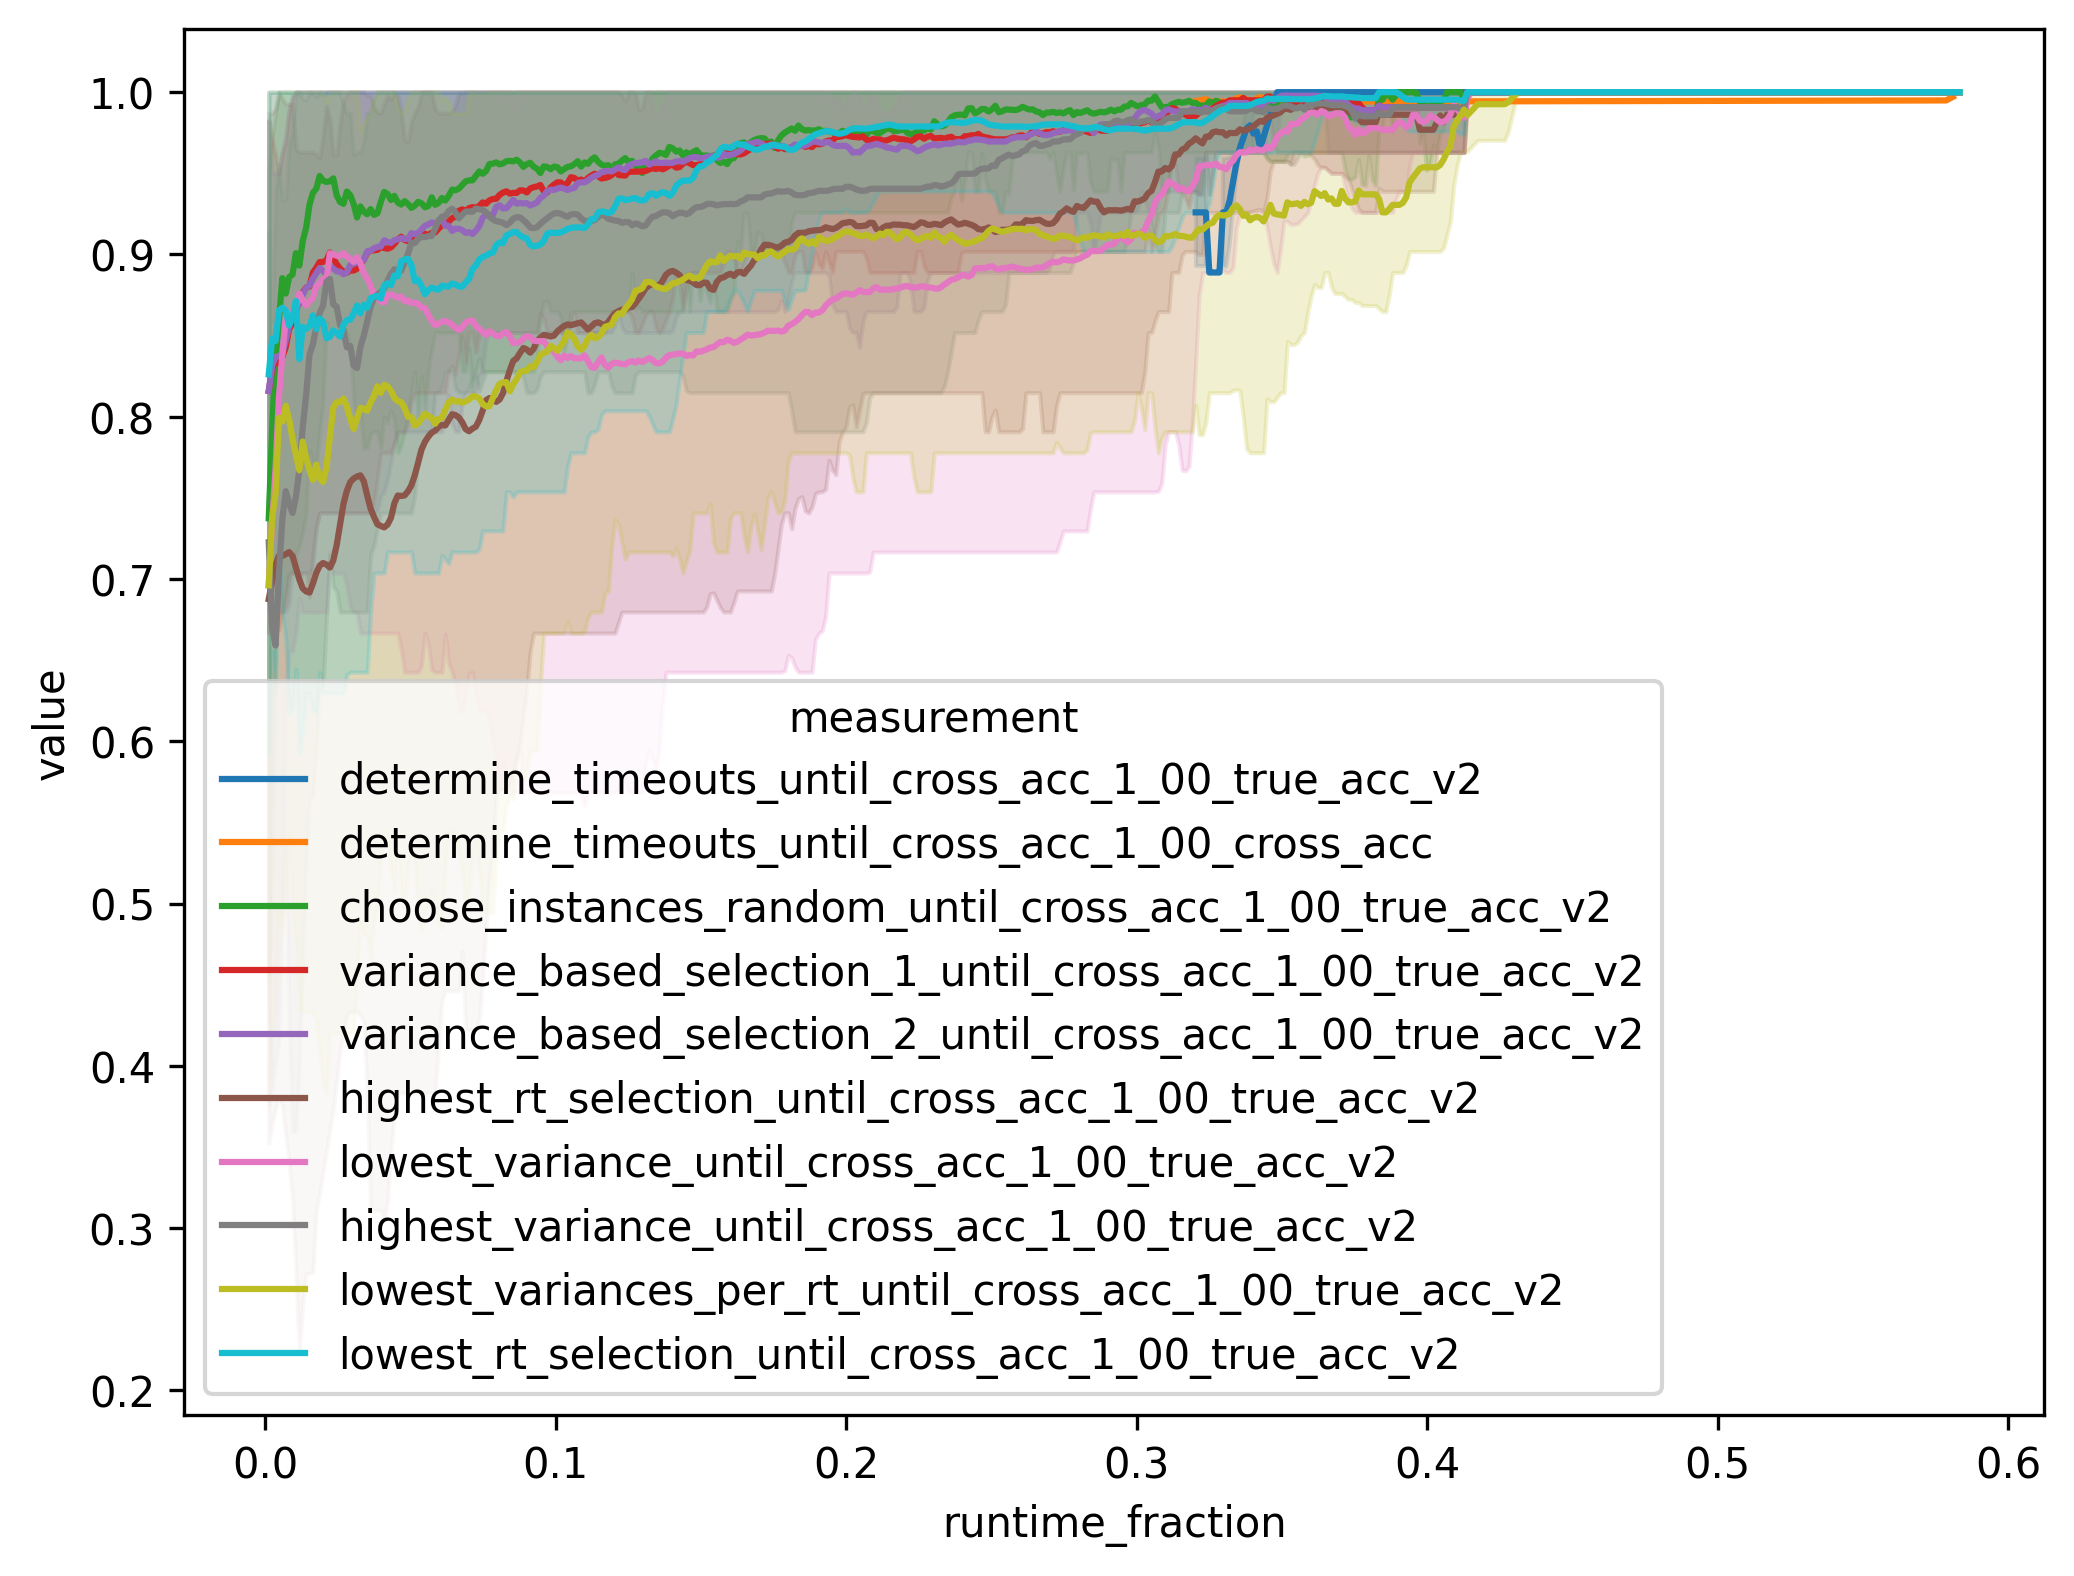 1.0
0.9
0.8
0.7
0.6
0.5
0.4
0.3
0.2
value
measurement
determine_timeouts_until_cross_acc_1_00_true_acc_v2
determine_timeouts_until_cross_acc_1_00_cross_acc
choose_instances_random_until_cross_acc_1_00_true_acc_v2
variance_based_selection_1_until_cross_acc_1_00_true_acc_v2
variance_based_selection_2_until_cross_acc_1_00_true_acc_v2
highest_rt_selection_until_cross_acc_1_00_true_acc_v2
lowest_variance_until_cross_acc_1_00_true_acc_v2
highest_variance_until_cross_acc_1_00_true_acc_v2
lowest_variances_per_rt_until_cross_acc_1_00_true_acc_v2
lowest_rt_selection_until_cross_acc_1_00_true_acc_v2
0.0 0.1 0.2 0.3 0.4 0.5 0.6
runtime_fraction